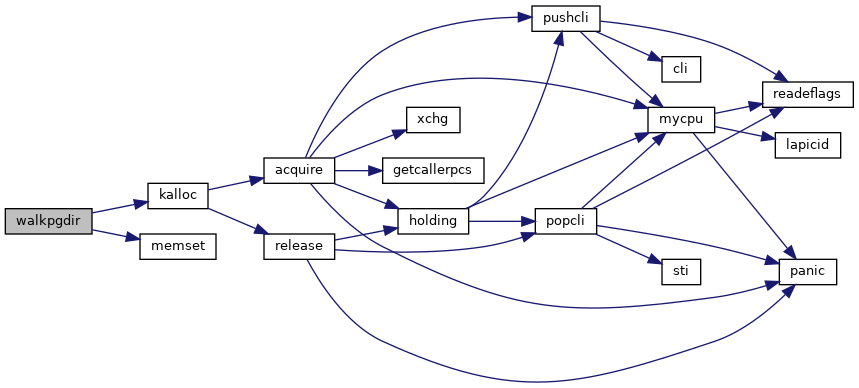 walkpgdir
kalloc
memset
acquire
release
xchg
getcallerpcs
holding
pushcli
popcli
cli
mycpu
sti
readeflags
lapicid
panic